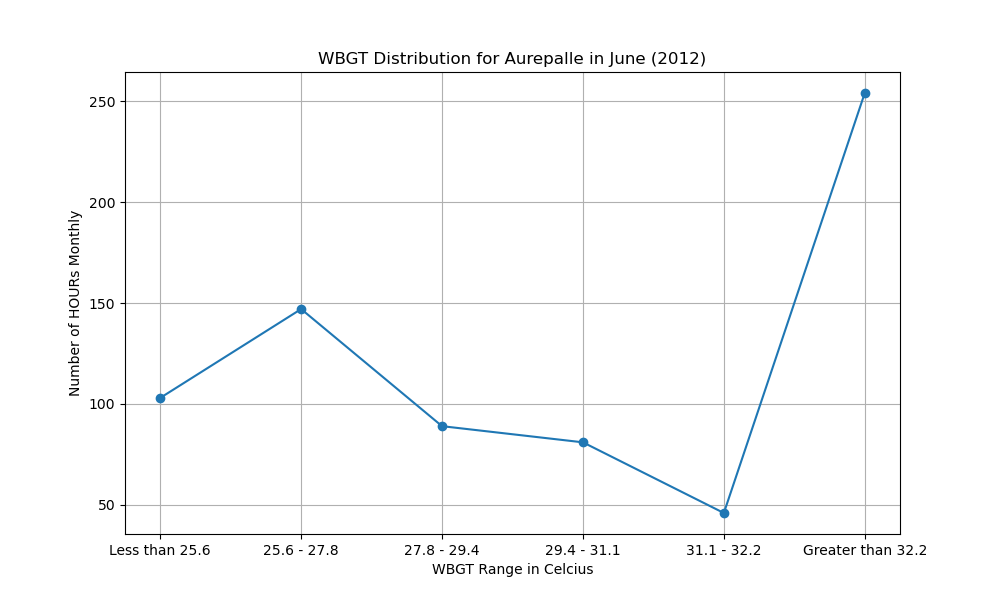 WBGT Distribution for Aurepalle in June (2012)
Number of HOURs Monthly
250
200
150
100
50
Less than 25.6
25.6 - 27.8
27.8 - 29.4
29.4 - 31.1
31.1 - 32.2
Greater than 32.2
WBGT Range in Celcius